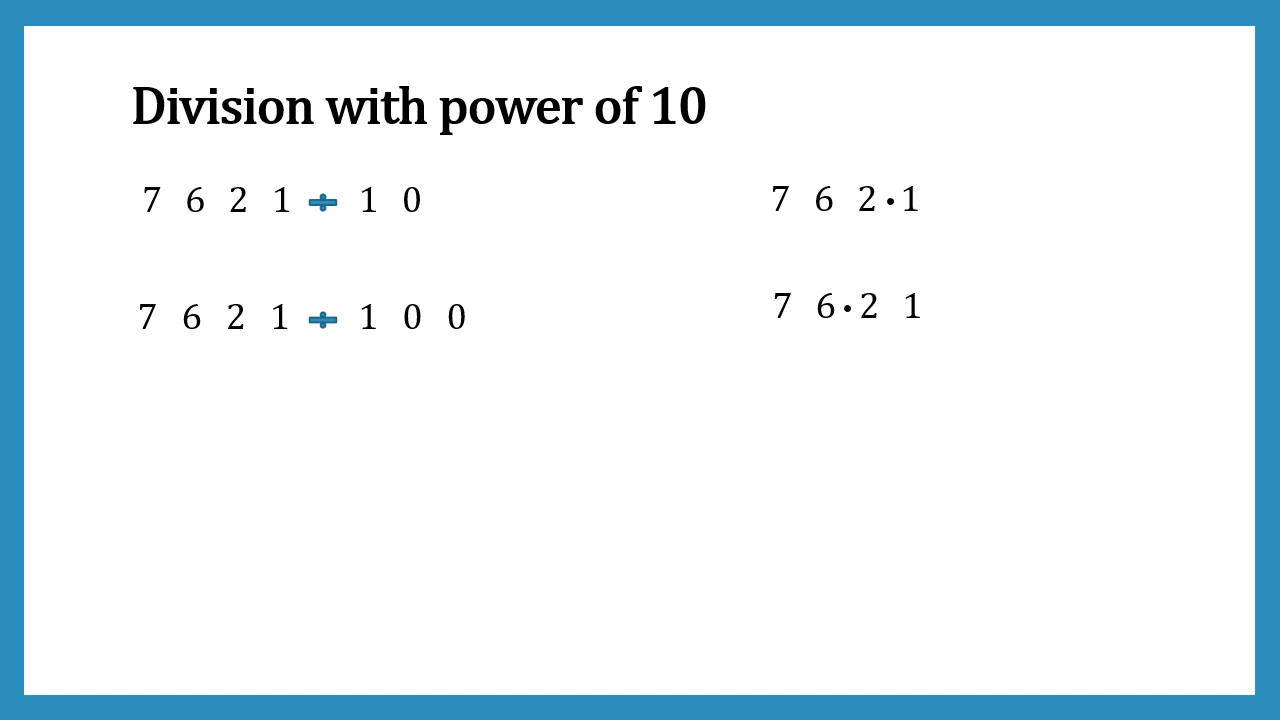 Division with power of 10
7 6 2 1 ÷ 1 0
7 6 2 . 1
7 6 2 1 ÷ 1 0 0
7 6 . 2 1